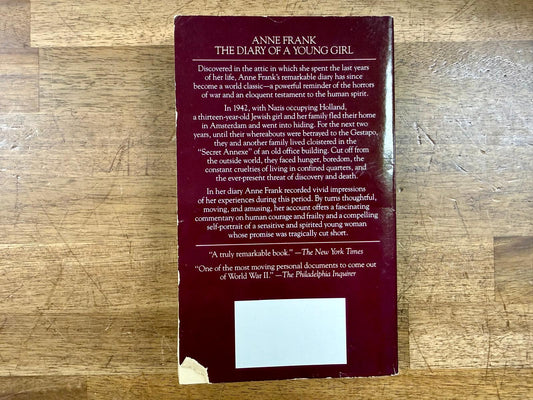 ANNE FRANK
THE DIARY OF A YOUNG GIRL
Discovered in the attic in which she spent the last years
of her life, Anne Frank's remarkable diary has since
become a world classic—a powerful reminder of the horrors
of war and an eloquent testament to the human spirit.
In 1942, with Nazis occupying Holland,
a thirteen-year-old Jewish girl and her family fled their home
in Amsterdam and went into hiding. For the next two
years, until their whereabouts were betrayed to the Gestapo,
they and another family lived cloistered in the
"Secret Annexe" of an old office building. Cut off from
the outside world, they faced hunger, boredom, the
constant cruelties of living in confined quarters, and
the ever-present threat of discovery and death.
In her diary Anne Frank recorded vivid impressions
of her experiences during this period. By turns thoughtful,
moving, and amusing, her account offers a fascinating
commentary on human courage and frailty and a compelling
self-portrait of a sensitive and spirited young woman
whose promise was tragically cut short.
"A truly remarkable book." —The New York Times
"One of the most moving personal documents to come out
of World War II." —The Philadelphia Inquirer